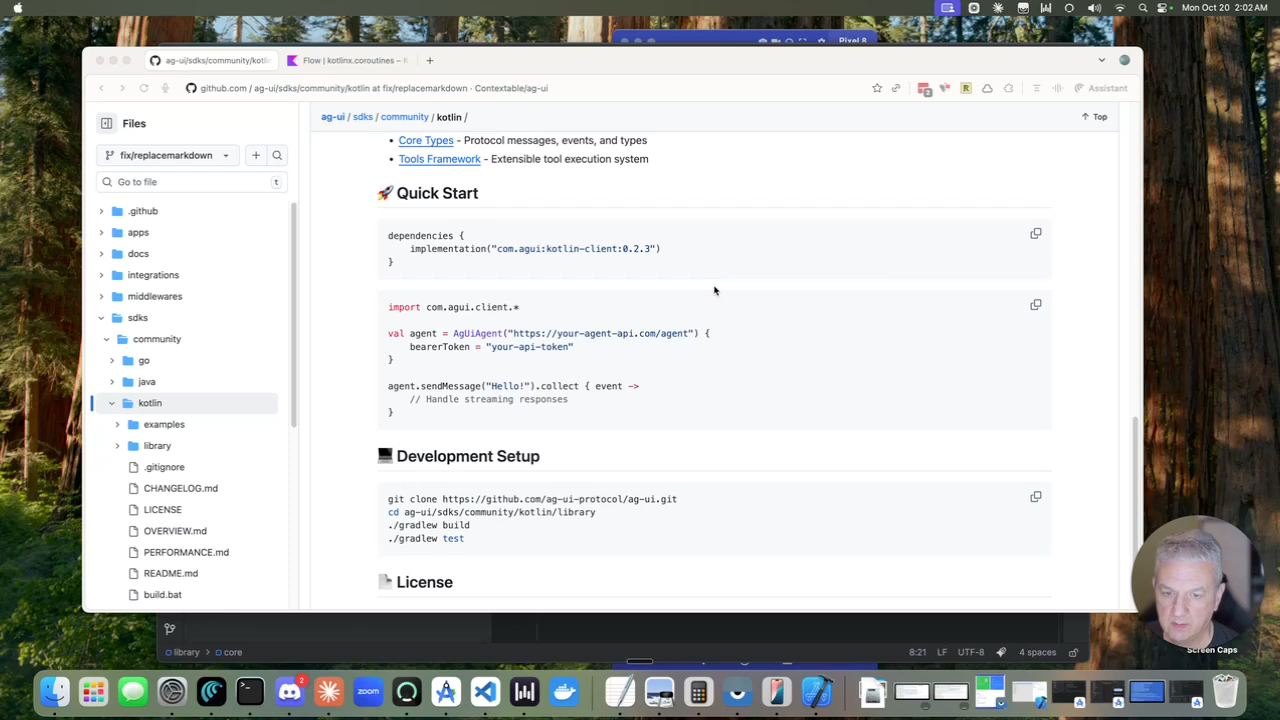 Mon Oct 20 2:02 AM
Pixel 8
ag-ui/sdks/community/kotli
Flow | kotlinx.coroutines – K
github.com / ag-ui/sdks/community/kotlin at fix/replacemarkdown · Contextable/ag-ui
2
R
Assistant
Files
ag-ui / sdks / community / kotlin /
Top
fix/replacemarkdown
Go to file
t
.github
apps
docs
integrations
middlewares
sdks
community
go
java
kotlin
examples
library
.gitignore
CHANGELOG.md
LICENSE
OVERVIEW.md
PERFORMANCE.md
README.md
build.bat
• Core Types - Protocol messages, events, and types
• Tools Framework - Extensible tool execution system
🚀 Quick Start
dependencies {
implementation("com.agui:kotlin-client:0.2.3")
}
import com.agui.client.*
val agent = AgUiAgent("https://your-agent-api.com/agent") {
bearerToken = "your-api-token"
}
agent.sendMessage("Hello!").collect { event ->
// Handle streaming responses
}
💻 Development Setup
git clone https://github.com/ag-ui-protocol/ag-ui.git
cd ag-ui/sdks/community/kotlin/library
./gradlew build
./gradlew test
📄 License
library > core
8:21 LF UTF-8 4 spaces
Screen Caps
2
zoom